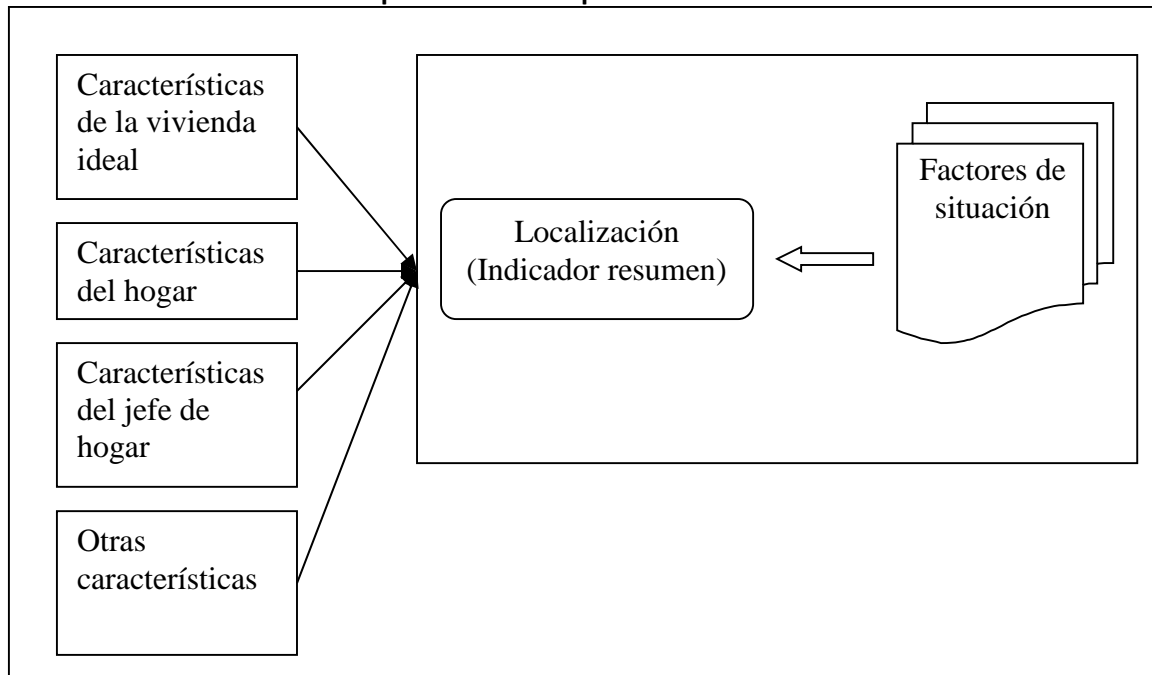 Características
de la vivienda
ideal
Características
del hogar
Características
del jefe de
hogar
Otras
características
Localización
(Indicador resumen)
Factores de
situación